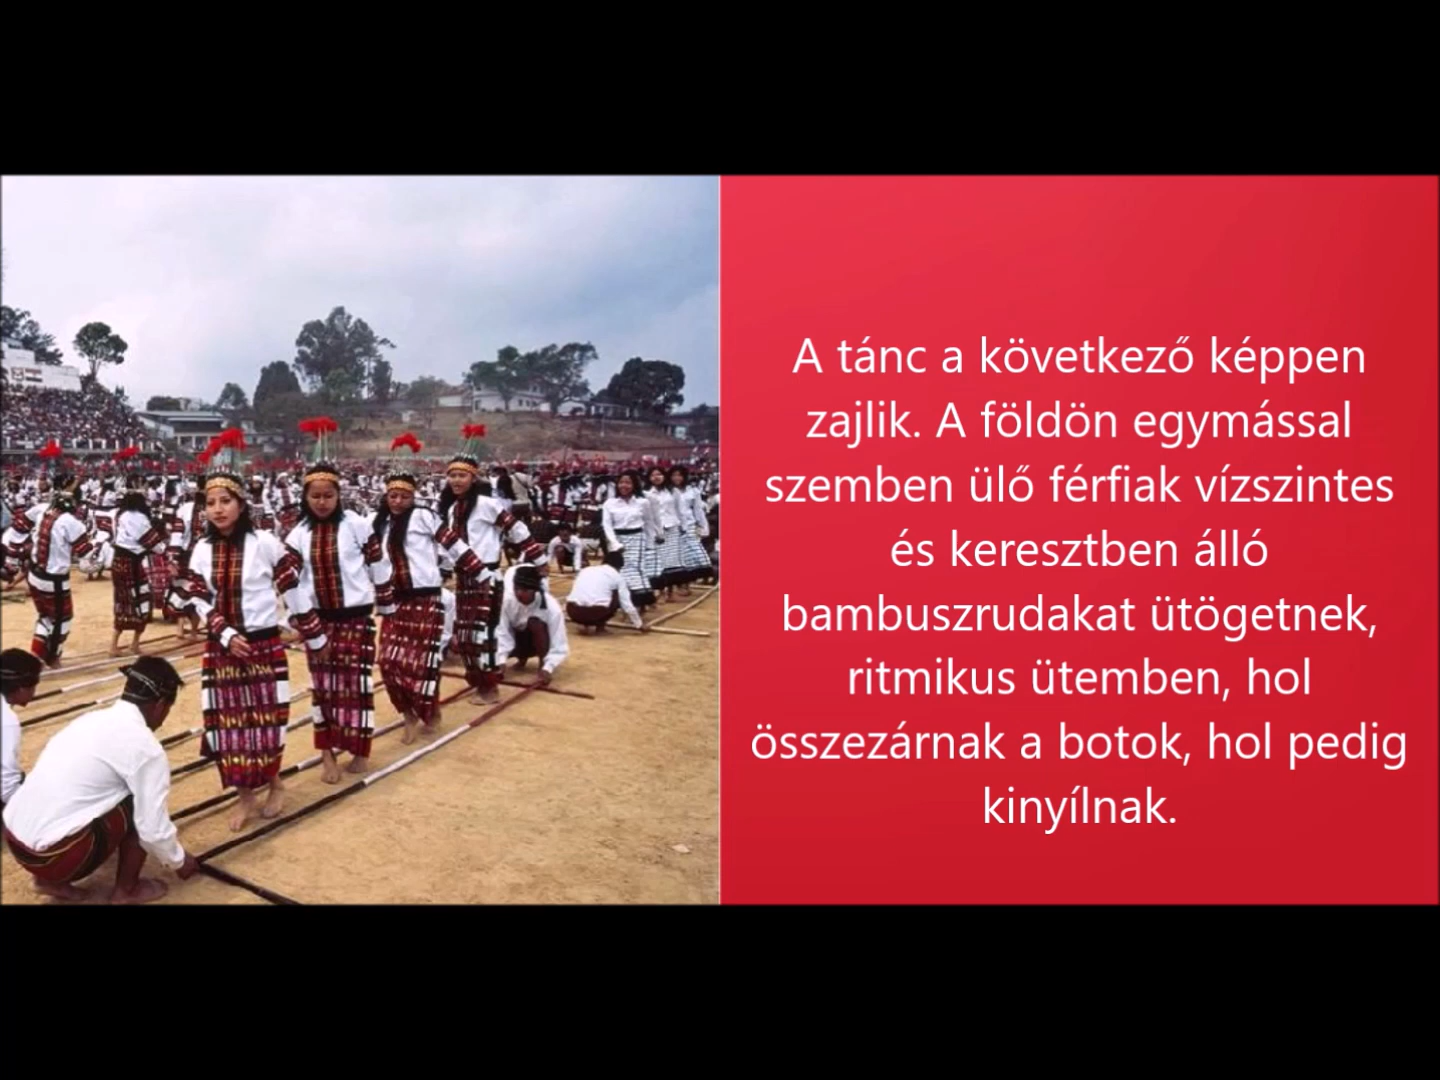 A tánc a következő képpen
zajlik. A földön egymással
szemben ülő férfiak vízszintes
és keresztben álló
bambuszrudakat ütögetnek,
ritmikus ütemben, hol
összezárnak a botok, hol pedig
kinyílnak.